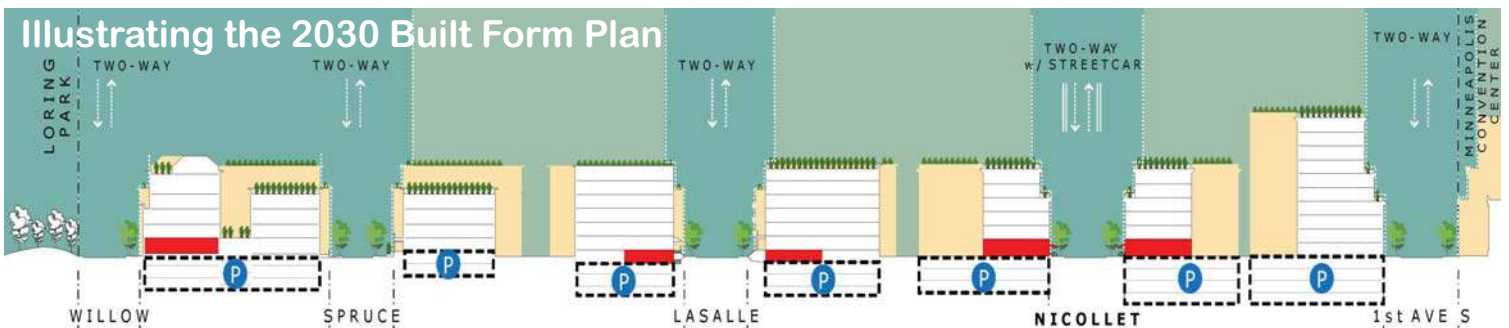 Illustrating the 2030 Built Form Plan
LORING
PARK
TWO-WAY
TWO-WAY
TWO-WAY
TWO-WAY
w/ STREETCAR
TWO-WAY
MINNEAPOLIS
CONVENTION
CENTER
P
P
P
P
P
P
P
WILLOW
SPRUCE
LASALLE
NICOLLET
1st AVE S